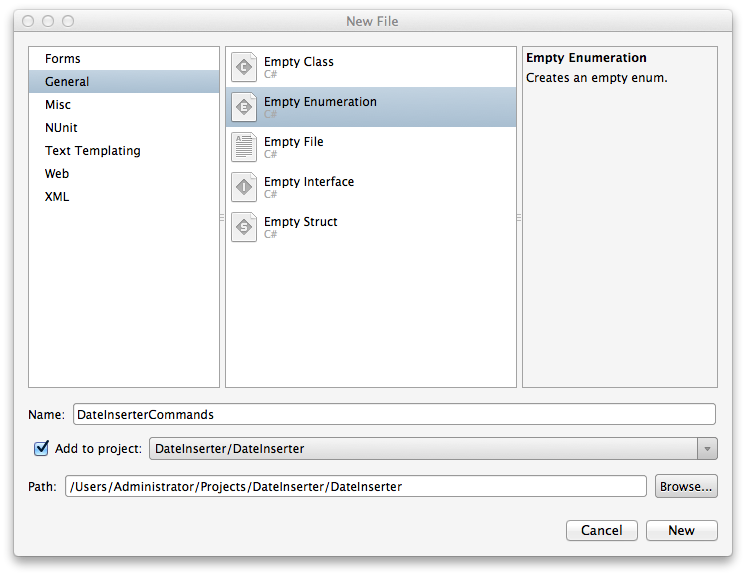 New File
Forms
General
Misc
NUnit
Text Templating
Web
XML
Empty Class
C#
Empty Enumeration
C#
Empty File
C#
Empty Interface
C#
Empty Struct
C#
Empty Enumeration
Creates an empty enum.
Name: DateInserterCommands
Add to project: DateInserter/DateInserter
Path: /Users/Administrator/Projects/DateInserter/DateInserter Browse...
Cancel New